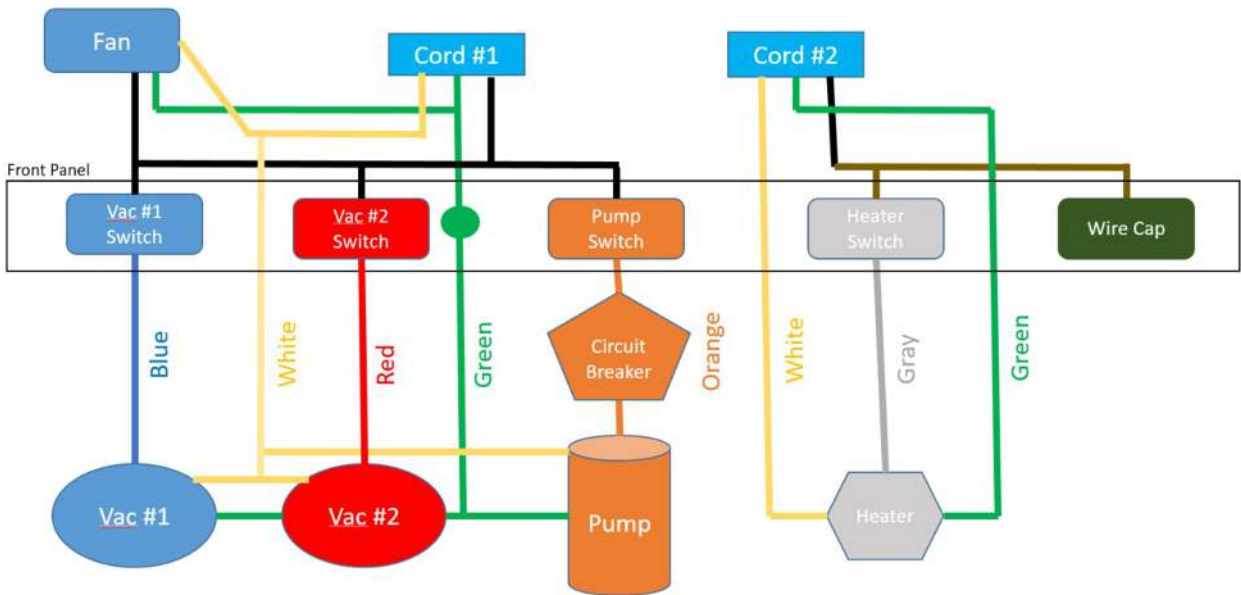 Fan
Cord #1
Cord #2
Front Panel
Vac #1
Switch
Vac #2
Switch
Pump
Switch
Heater
Switch
Wire Cap
Blue
White
Red
Green
Circuit
Breaker
Orange
White
Gray
Green
Vac #1
Vac #2
Pump
Heater